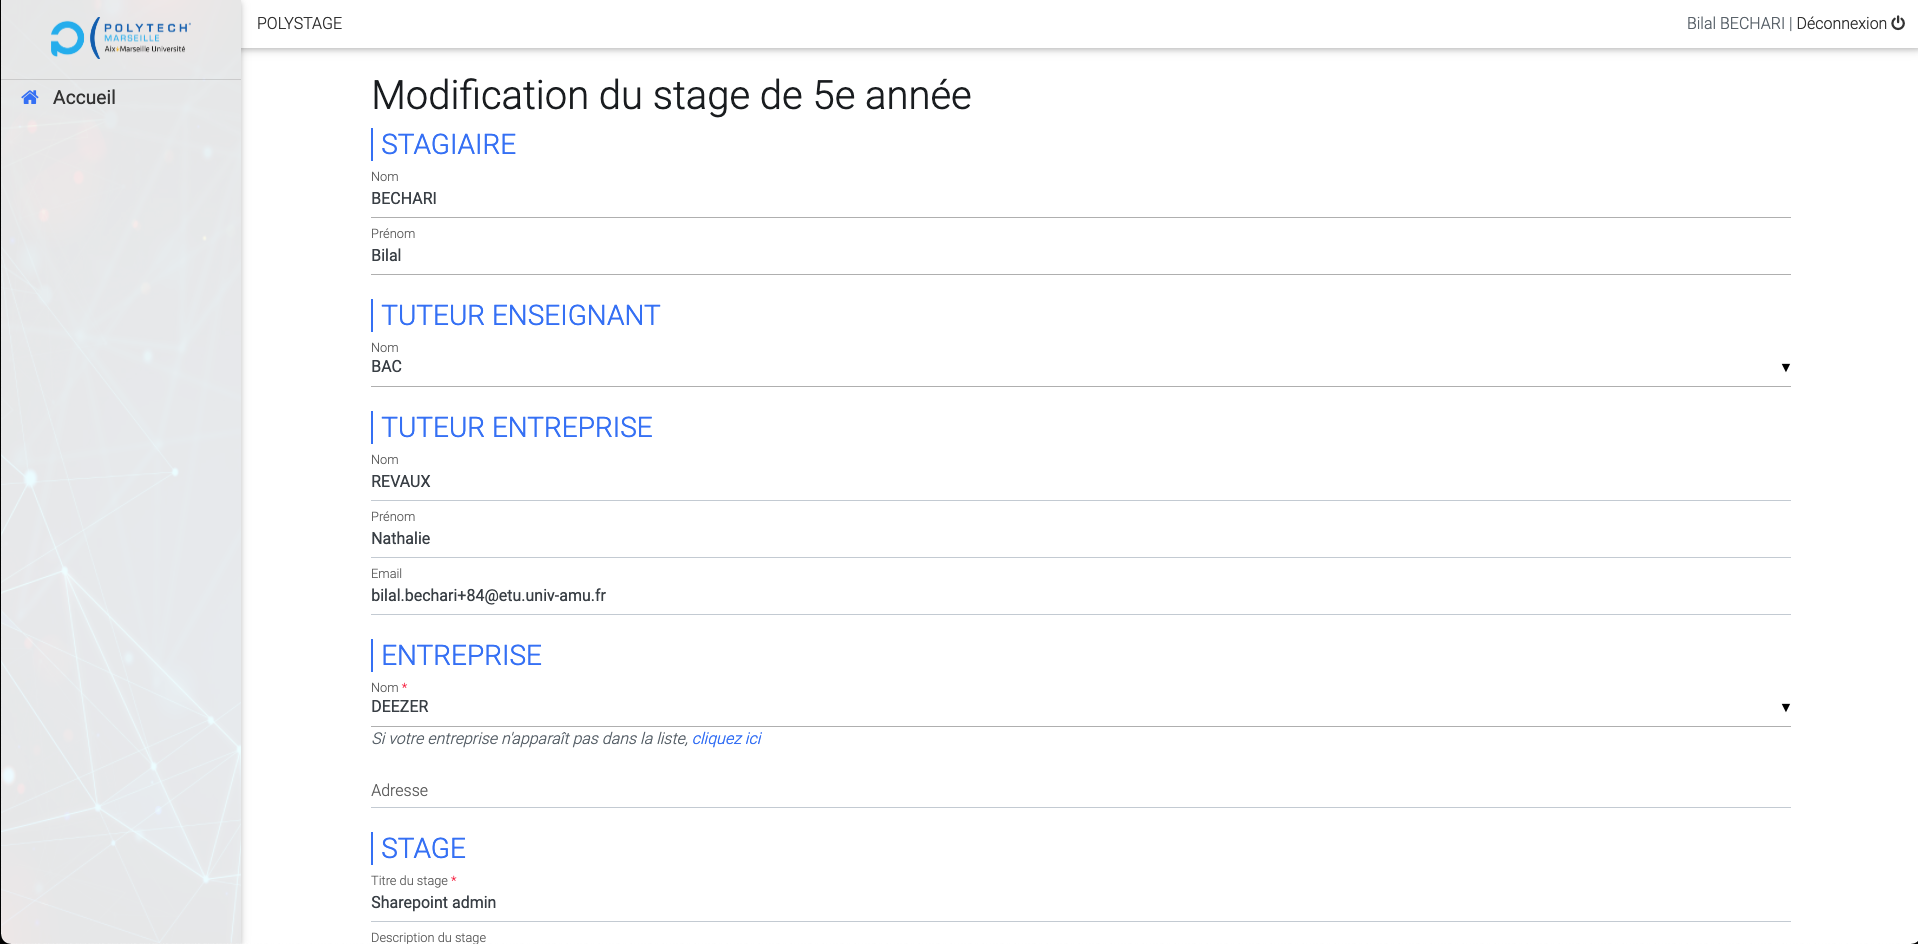 POLYTECH
MARSEILLE
Aix*Marseille Université
POLYSTAGE
Bilal BECHARI | Déconnexion
Accueil
Modification du stage de 5e année
STAGIAIRE
Nom
BECHARI
Prénom
Bilal
TUTEUR ENSEIGNANT
Nom
BAC
TUTEUR ENTREPRISE
Nom
REVAUX
Prénom
Nathalie
Email
bilal.bechari+84@etu.univ-amu.fr
ENTREPRISE
Nom *
DEEZER
Si votre entreprise n'apparaît pas dans la liste, cliquez ici
Adresse
STAGE
Titre du stage *
Sharepoint admin
Description du stage